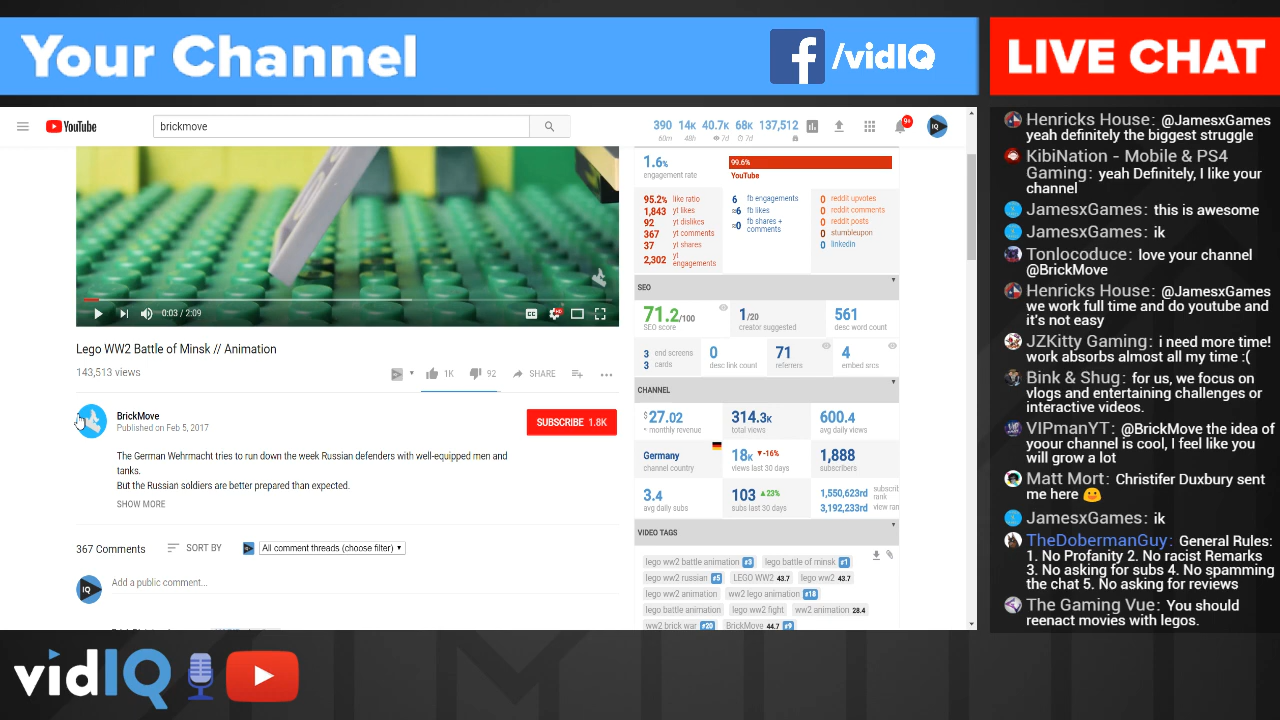 Your Channel
f /vidIQ
LIVE CHAT
YouTube
brickmove
390 14K 40.7K 68K 137,512
60m 48h 7d 7d
9+
IQ
1.6%
engagement rate
99.6%
YouTube
95.2% like ratio
1,843 yt likes
92 yt dislikes
367 yt comments
37 yt shares
2,302 yt engagements
6 fb engagements
≈6 fb likes
≈0 fb shares + comments
0 reddit upvotes
0 reddit comments
0 reddit posts
0 stumbleupon
0 linkedin
0:03 / 2:09
CC
HD
SEO
71.2/100
SEO score
1/20
creator suggested
561
desc word count
3 end screens
3 cards
0
desc link count
71
referrers
4
embed srcs
Lego WW2 Battle of Minsk // Animation
143,513 views
1K 92 SHARE
CHANNEL
$27.02
~ monthly revenue
314.3K
total views
600.4
avg daily views
Germany
channel country
18K ▼-16%
views last 30 days
1,888
subscribers
3.4
avg daily subs
103 ▲23%
subs last 30 days
1,550,623rd subscrib rank
3,192,233rd view ran
BrickMove
Published on Feb 5, 2017
SUBSCRIBE 1.8K
The German Wehrmacht tries to run down the week Russian defenders with well-equipped men and
tanks.
But the Russian soldiers are better prepared than expected.
SHOW MORE
367 Comments SORT BY All comment threads (choose filter)
IQ Add a public comment...
VIDEO TAGS
lego ww2 battle animation #3 lego battle of minsk #1
lego ww2 russian #5 LEGO WW2 43.7 lego ww2 43.7
lego ww2 animation ww2 lego animation #18
lego battle animation lego ww2 fight ww2 animation 28.4
ww2 brick war #20 BrickMove 44.7 #9
Henricks House: @JamesxGames
yeah definitely the biggest struggle
KibiNation - Mobile & PS4
Gaming: yeah Definitely, I like your
channel
JamesxGames: this is awesome
JamesxGames: ik
Tonlocoduce: love your channel
@BrickMove
Henricks House: @JamesxGames
we work full time and do youtube and
it's not easy
JZKitty Gaming: i need more time!
work absorbs almost all my time :(
Bink & Shug: for us, we focus on
vlogs and entertaining challenges or
interactive videos.
VIPmanYT: @BrickMove the idea of
yoour channel is cool, I feel like you
will grow a lot
Matt Mort: Christifer Duxbury sent
me here
JamesxGames: ik
TheDobermanGuy: General Rules:
1. No Profanity 2. No racist Remarks
3. No asking for subs 4. No spamming
the chat 5. No asking for reviews
The Gaming Vue: You should
reenact movies with legos.
vidIQ